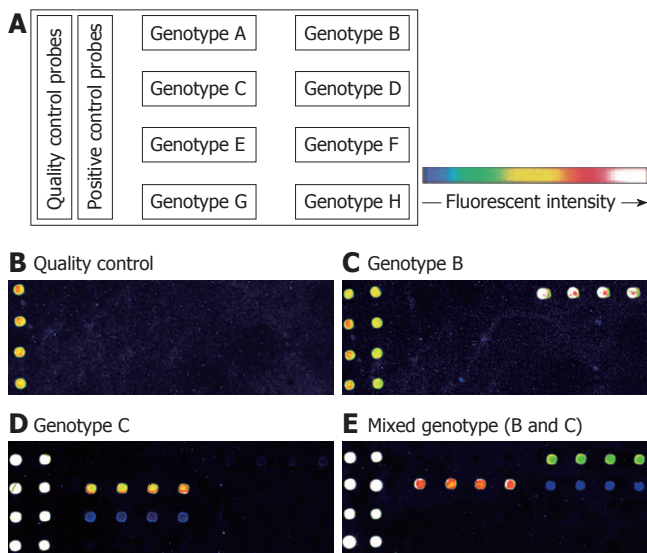 A
Quality control probes
Positive control probes
Genotype A
Genotype B
Genotype C
Genotype D
Genotype E
Genotype F
Genotype G
Genotype H
Fluorescent intensity
B Quality control
C Genotype B
D Genotype C
E Mixed genotype (B and C)